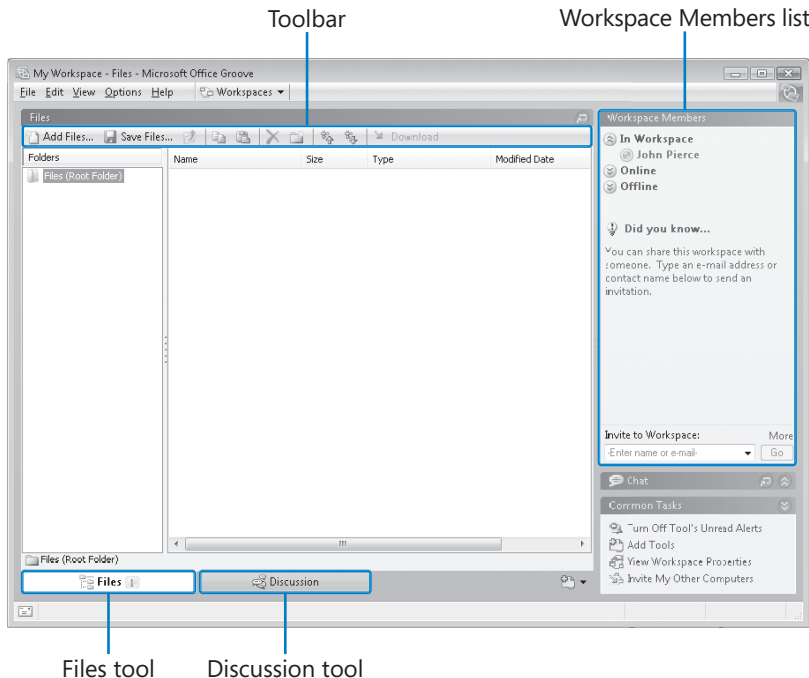 Toolbar
Workspace Members list
My Workspace - Files - Microsoft Office Groove
File Edit View Options Help Workspaces
Files
Add Files... Save Files... Download
Folders
Name Size Type Modified Date
Files (Root Folder)
Files (Root Folder)
Files 1
Discussion
Workspace Members
In Workspace
John Pierce
Online
Offline
Did you know...
You can share this workspace with
someone. Type an e-mail address or
contact name below to send an
invitation.
Invite to Workspace: More
-Enter name or e-mail- Go
Chat
Common Tasks
Turn Off Tool's Unread Alerts
Add Tools
View Workspace Properties
Invite My Other Computers
Files tool
Discussion tool